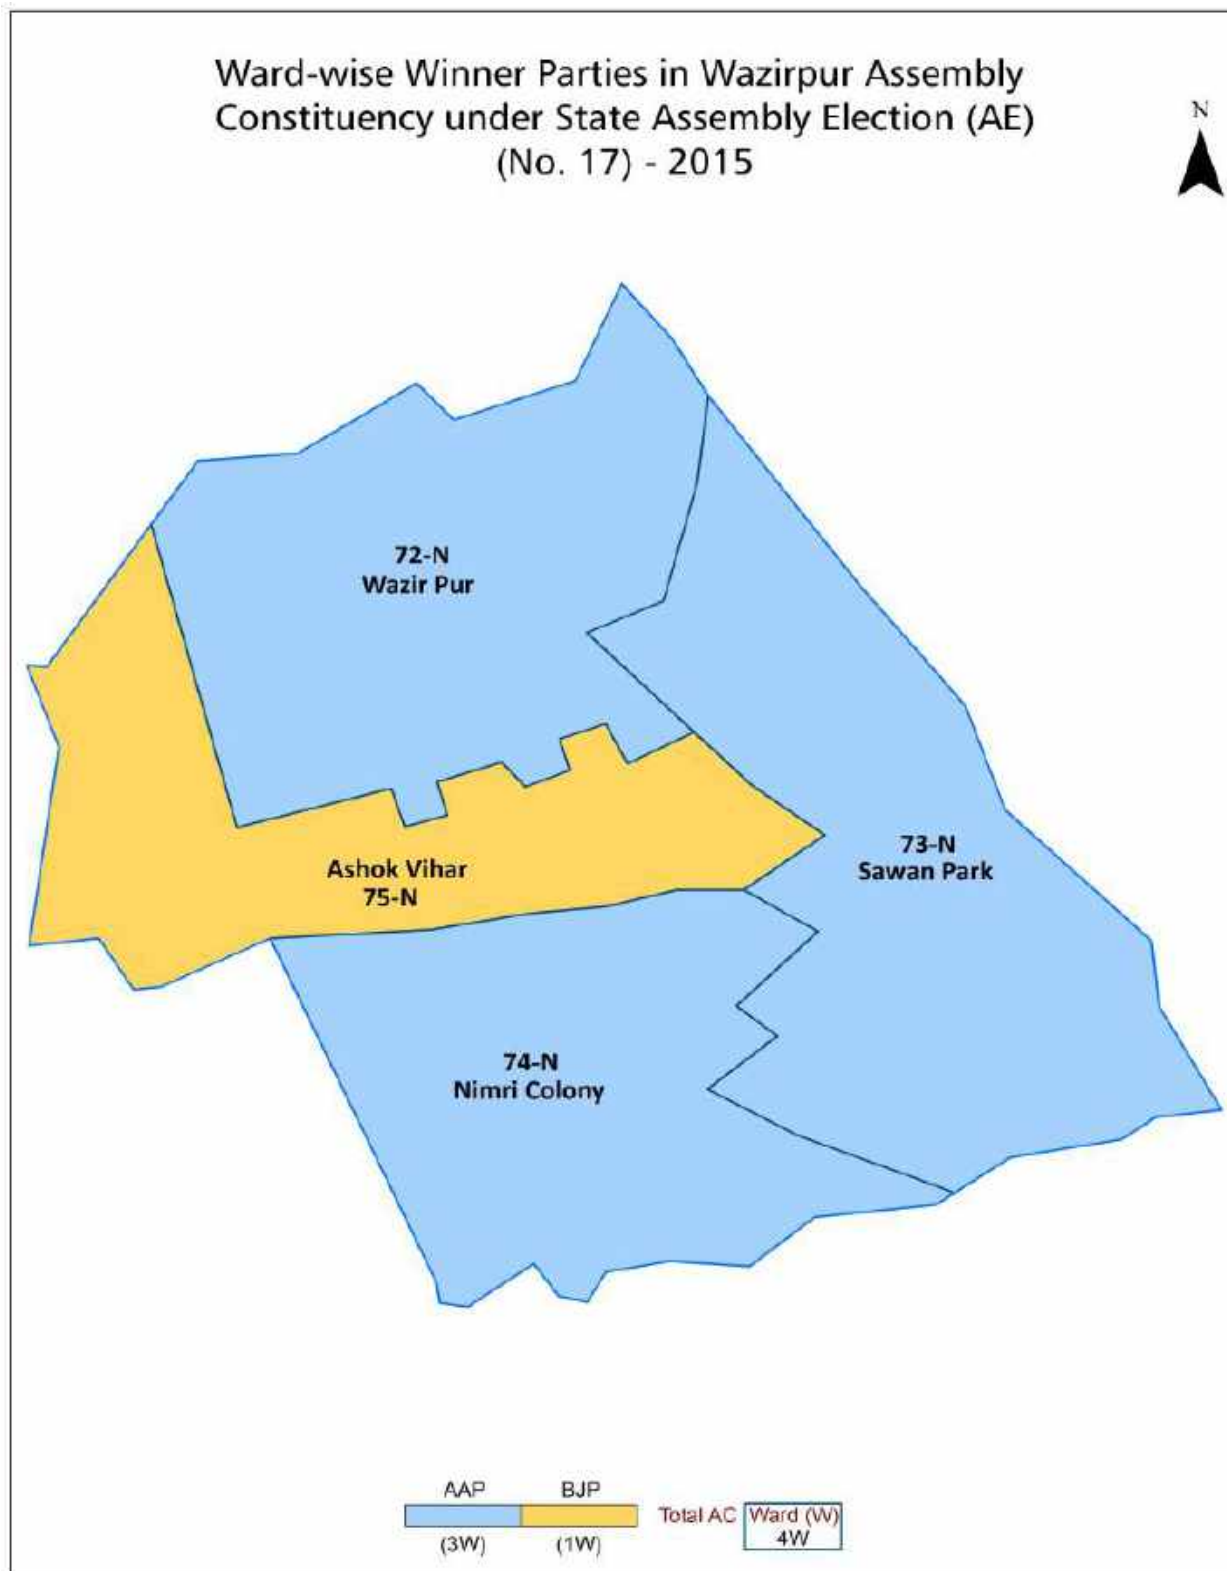 Ward-wise Winner Parties in Wazirpur Assembly
Constituency under State Assembly Election (AE)
(No. 17) - 2015
N
72-N
Wazir Pur
73-N
Sawan Park
Ashok Vihar
75-N
74-N
Nimri Colony
AAP BJP
Total AC Ward (W)
4W
(3W) (1W)